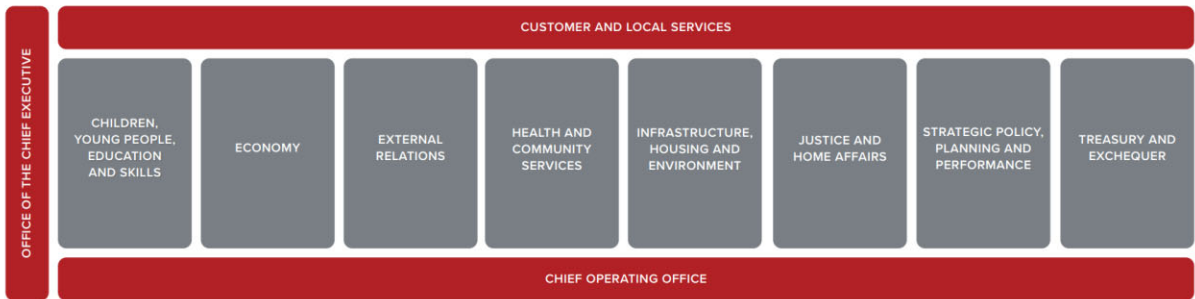 OFFICE OF THE CHIEF EXECUTIVE
CUSTOMER AND LOCAL SERVICES
CHILDREN,
YOUNG PEOPLE,
EDUCATION
AND SKILLS
ECONOMY
EXTERNAL
RELATIONS
HEALTH AND
COMMUNITY
SERVICES
INFRASTRUCTURE,
HOUSING AND
ENVIRONMENT
JUSTICE AND
HOME AFFAIRS
STRATEGIC POLICY,
PLANNING AND
PERFORMANCE
TREASURY AND
EXCHEQUER
CHIEF OPERATING OFFICE